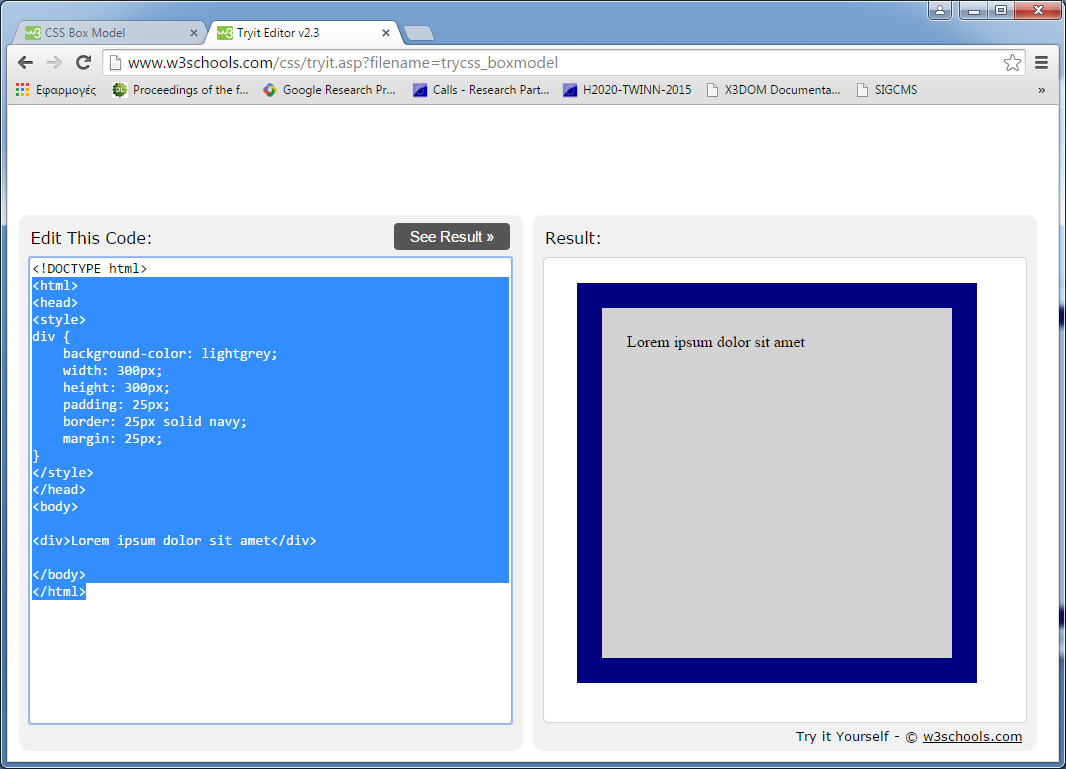 CSS Box Model
Tryit Editor v2.3
www.w3schools.com/css/tryit.asp?filename=trycss_boxmodel
Εφαρμογές
Proceedings of the f...
Google Research Pr...
Calls - Research Part...
H2020-TWINN-2015
X3DOM Documenta...
SIGCMS
»
Edit This Code:
See Result »
<!DOCTYPE html>
<html>
<head>
<style>
div {
    background-color: lightgrey;
    width: 300px;
    height: 300px;
    padding: 25px;
    border: 25px solid navy;
    margin: 25px;
}
</style>
</head>
<body>
<div>Lorem ipsum dolor sit amet</div>
</body>
</html>
Result:
Lorem ipsum dolor sit amet
Try it Yourself - © w3schools.com